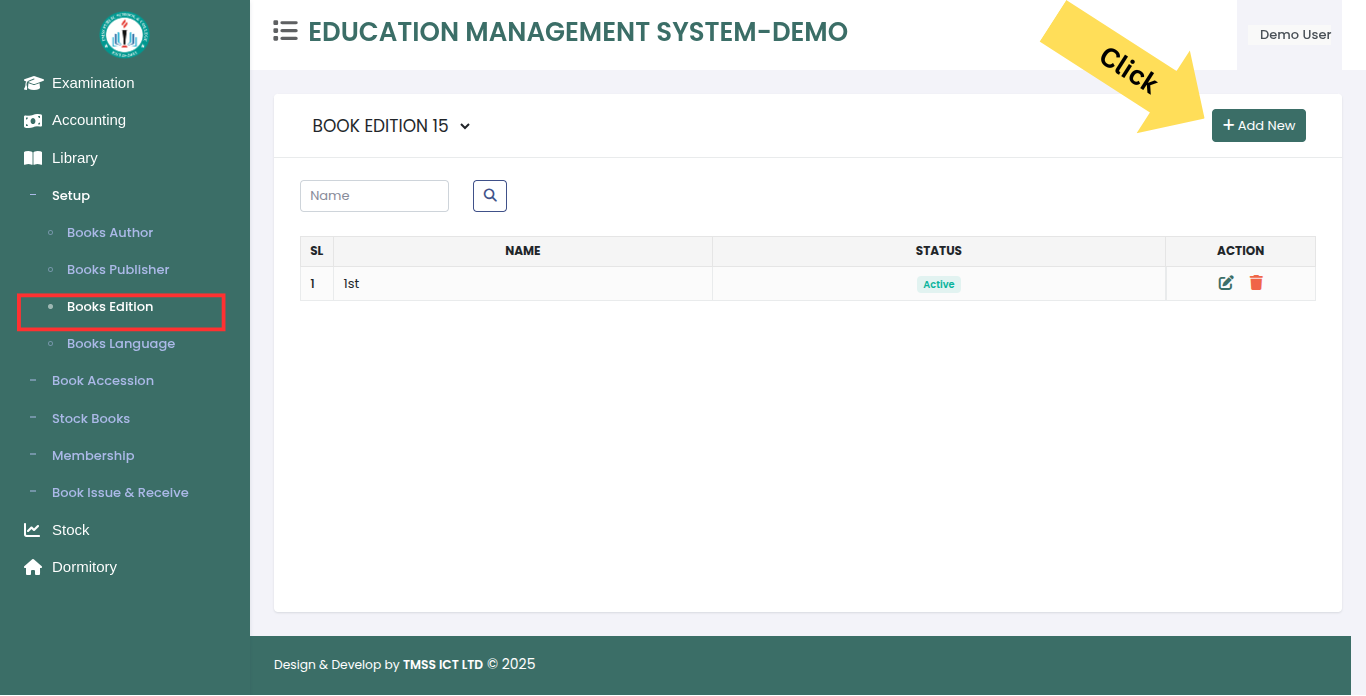 Examination
Accounting
Library
Setup
Books Author
Books Publisher
Books Edition
Books Language
Book Accession
Stock Books
Membership
Book Issue & Receive
Stock
Dormitory
EDUCATION MANAGEMENT SYSTEM-DEMO
Demo User
Click
BOOK EDITION 15
+ Add New
Name
SL NAME STATUS ACTION
1 1st Active
Design & Develop by TMSS ICT LTD © 2025